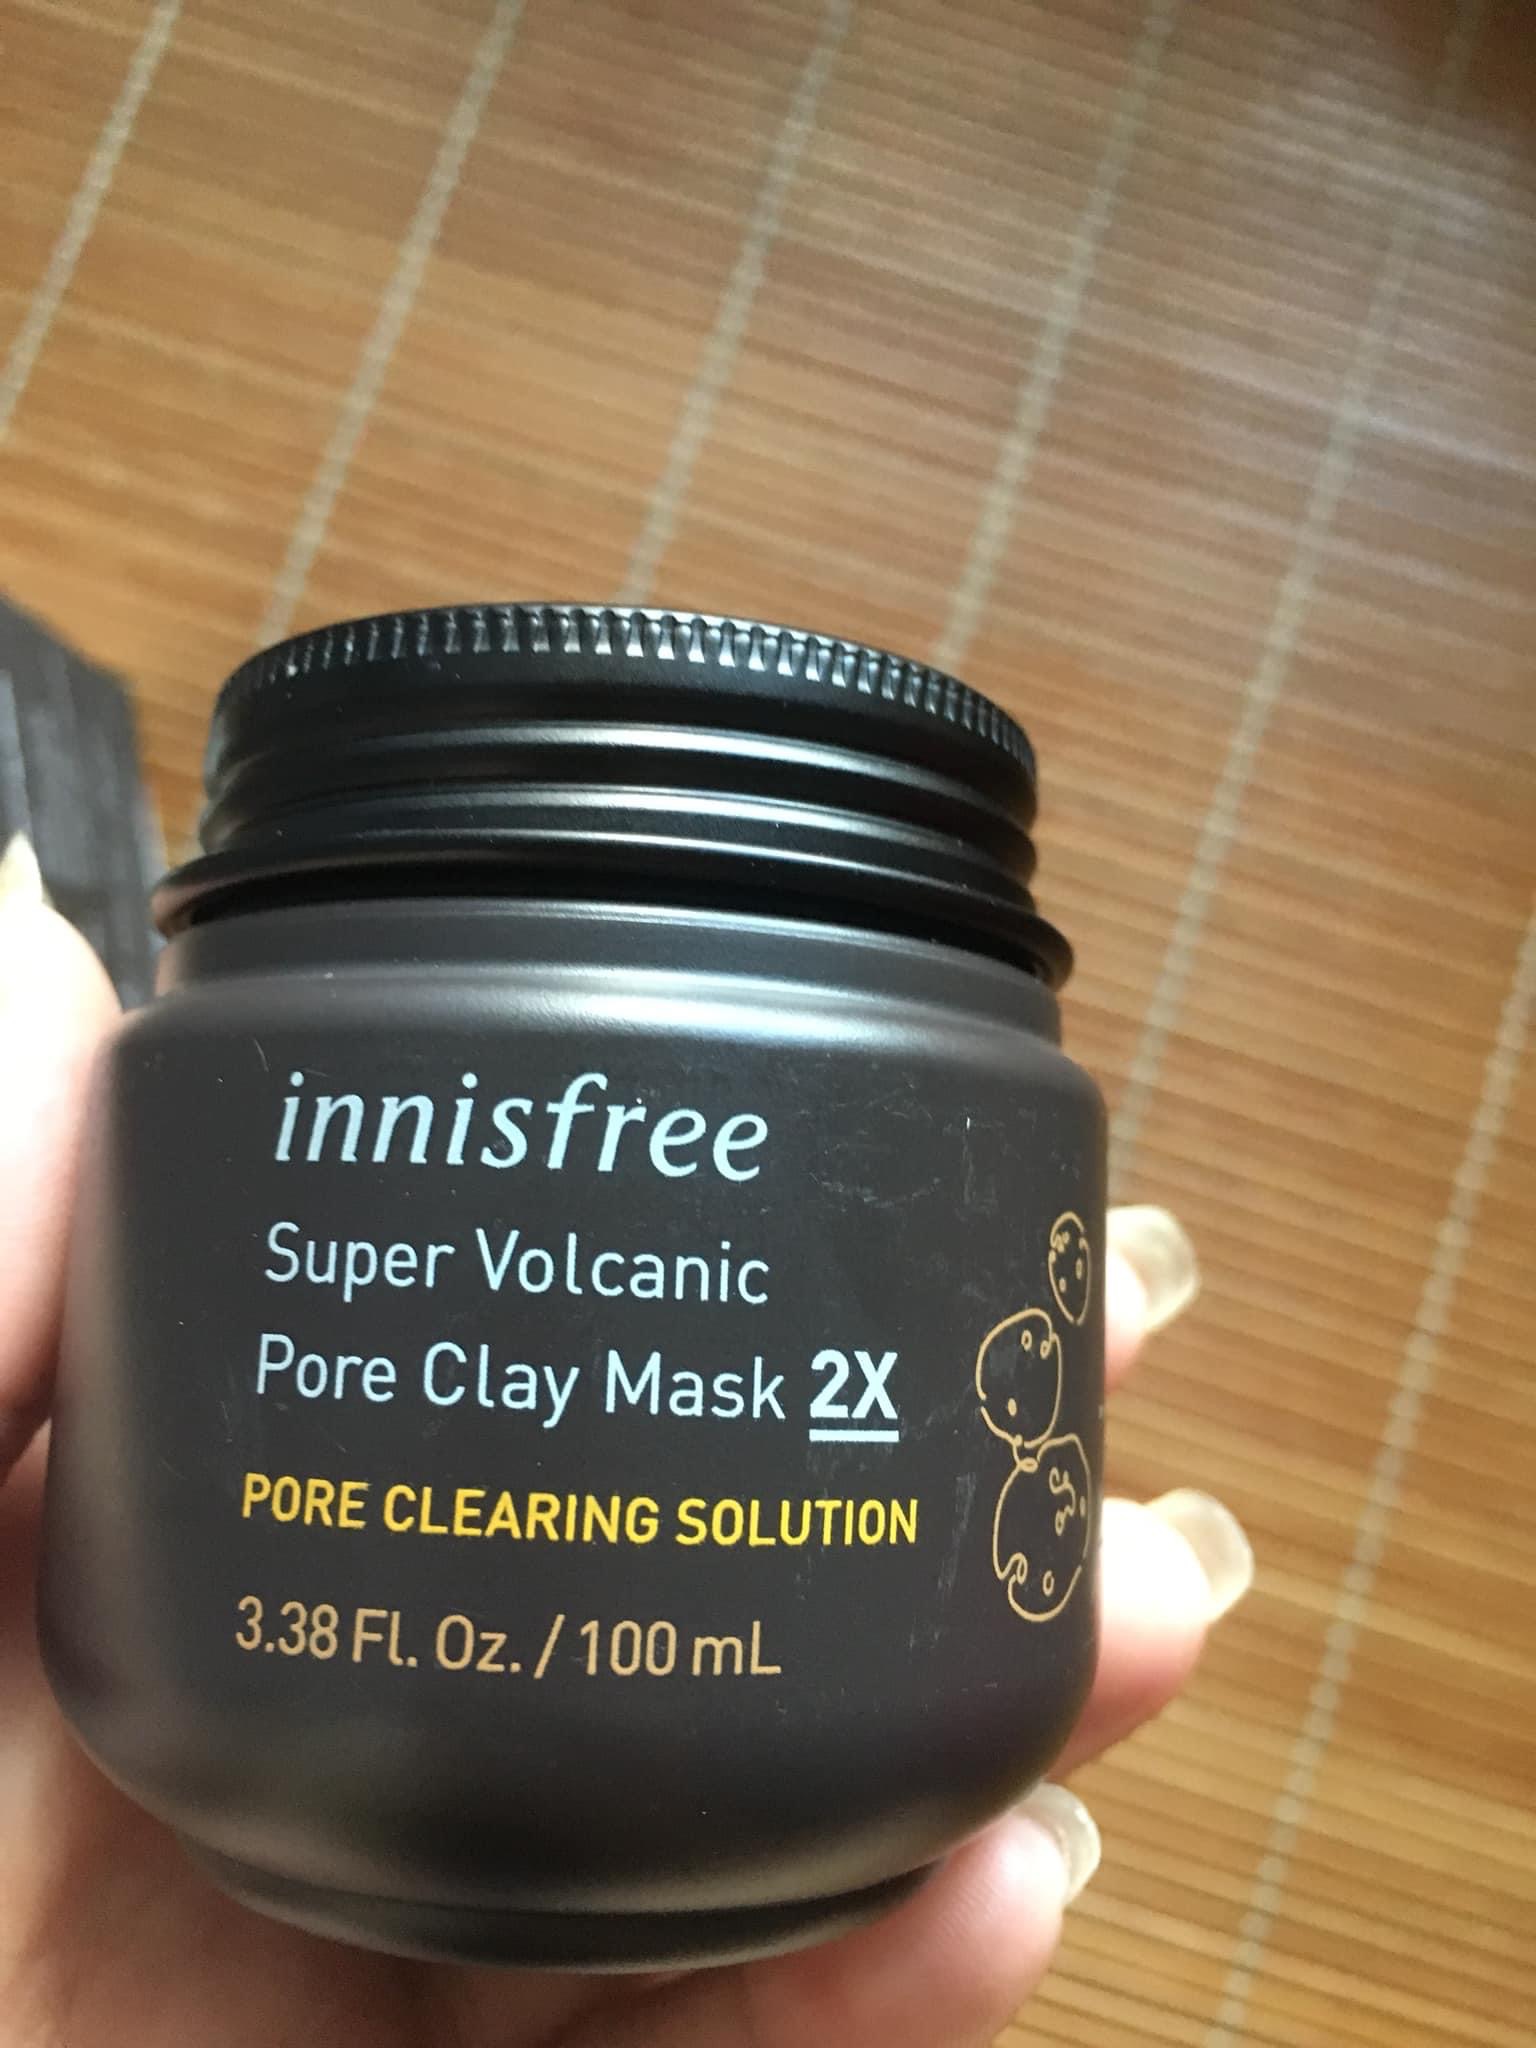 innisfree
Super Volcanic
Pore Clay Mask 2X
PORE CLEARING SOLUTION
3.38 Fl. Oz. / 100 mL